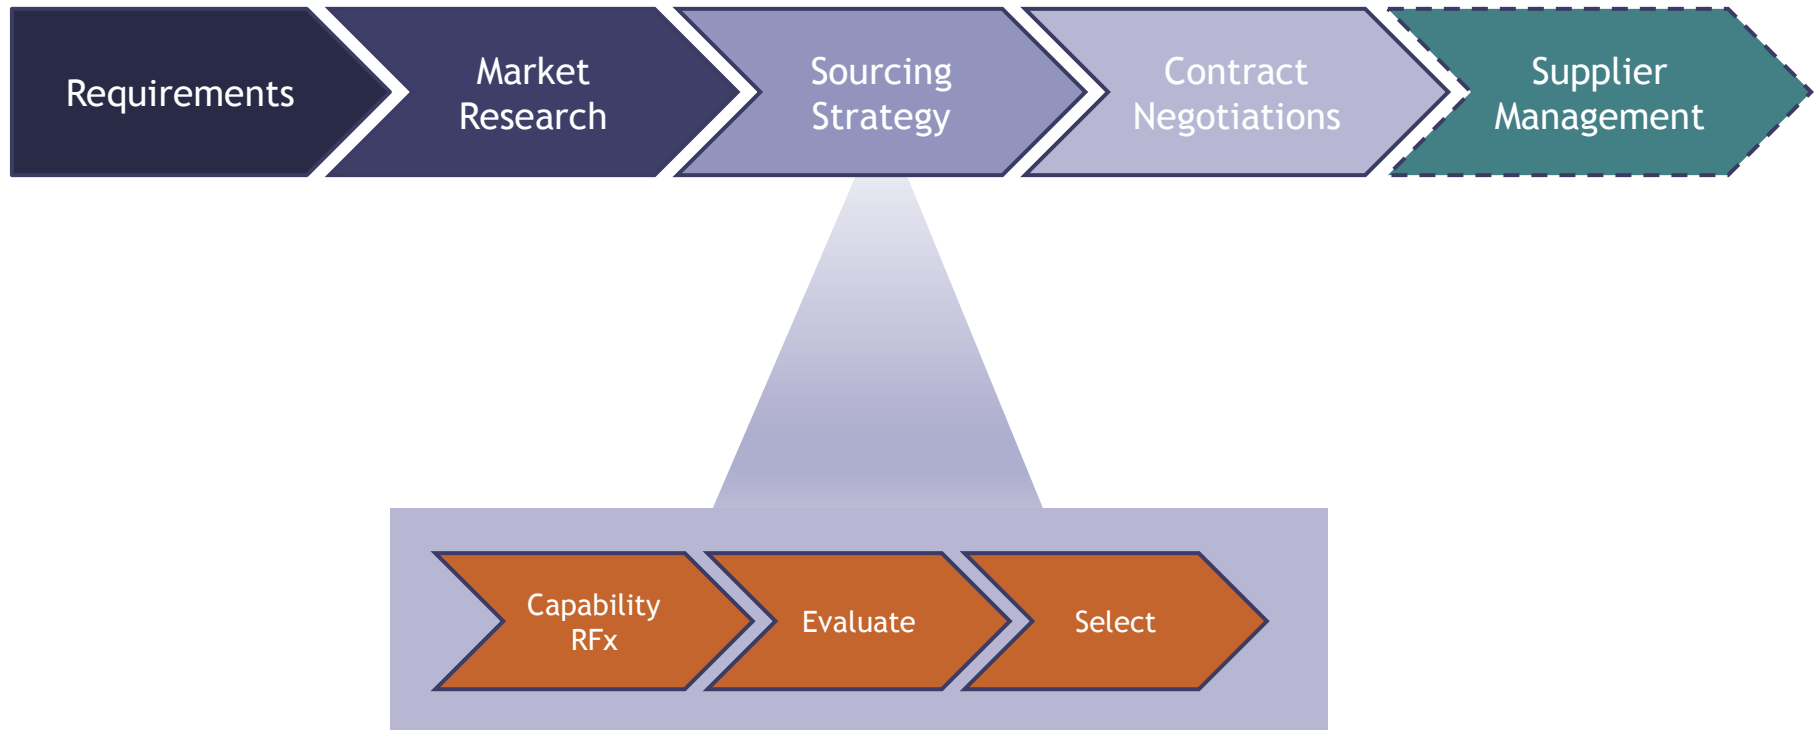 Requirements
Market
Research
Sourcing
Strategy
Contract
Negotiations
Supplier
Management
Capability
RFx
Evaluate
Select